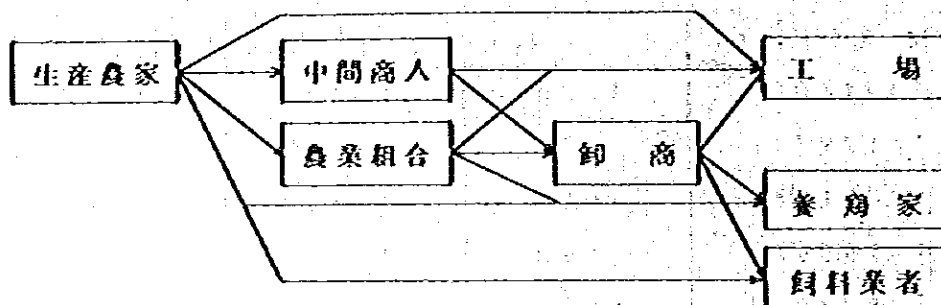 生産農家
中間商人
工場
農業組合
卸商
養鶏家
飼料業者